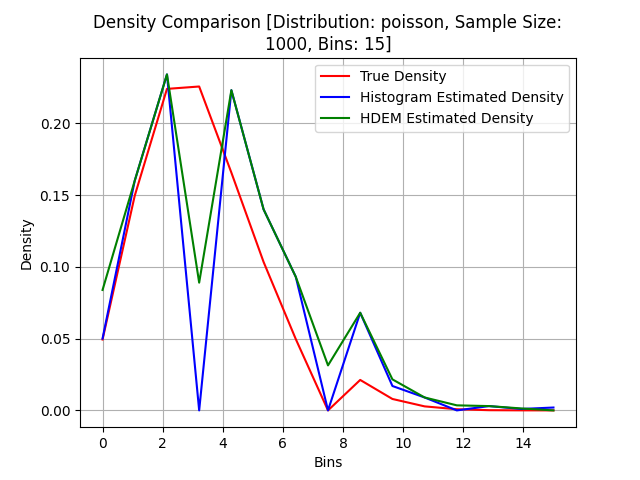 Density Comparison [Distribution: poisson, Sample Size:
1000, Bins: 15]
True Density
Histogram Estimated Density
HDEM Estimated Density
Density
0.20
0.15
0.10
0.05
0.00
0 2 4 6 8 10 12 14
Bins